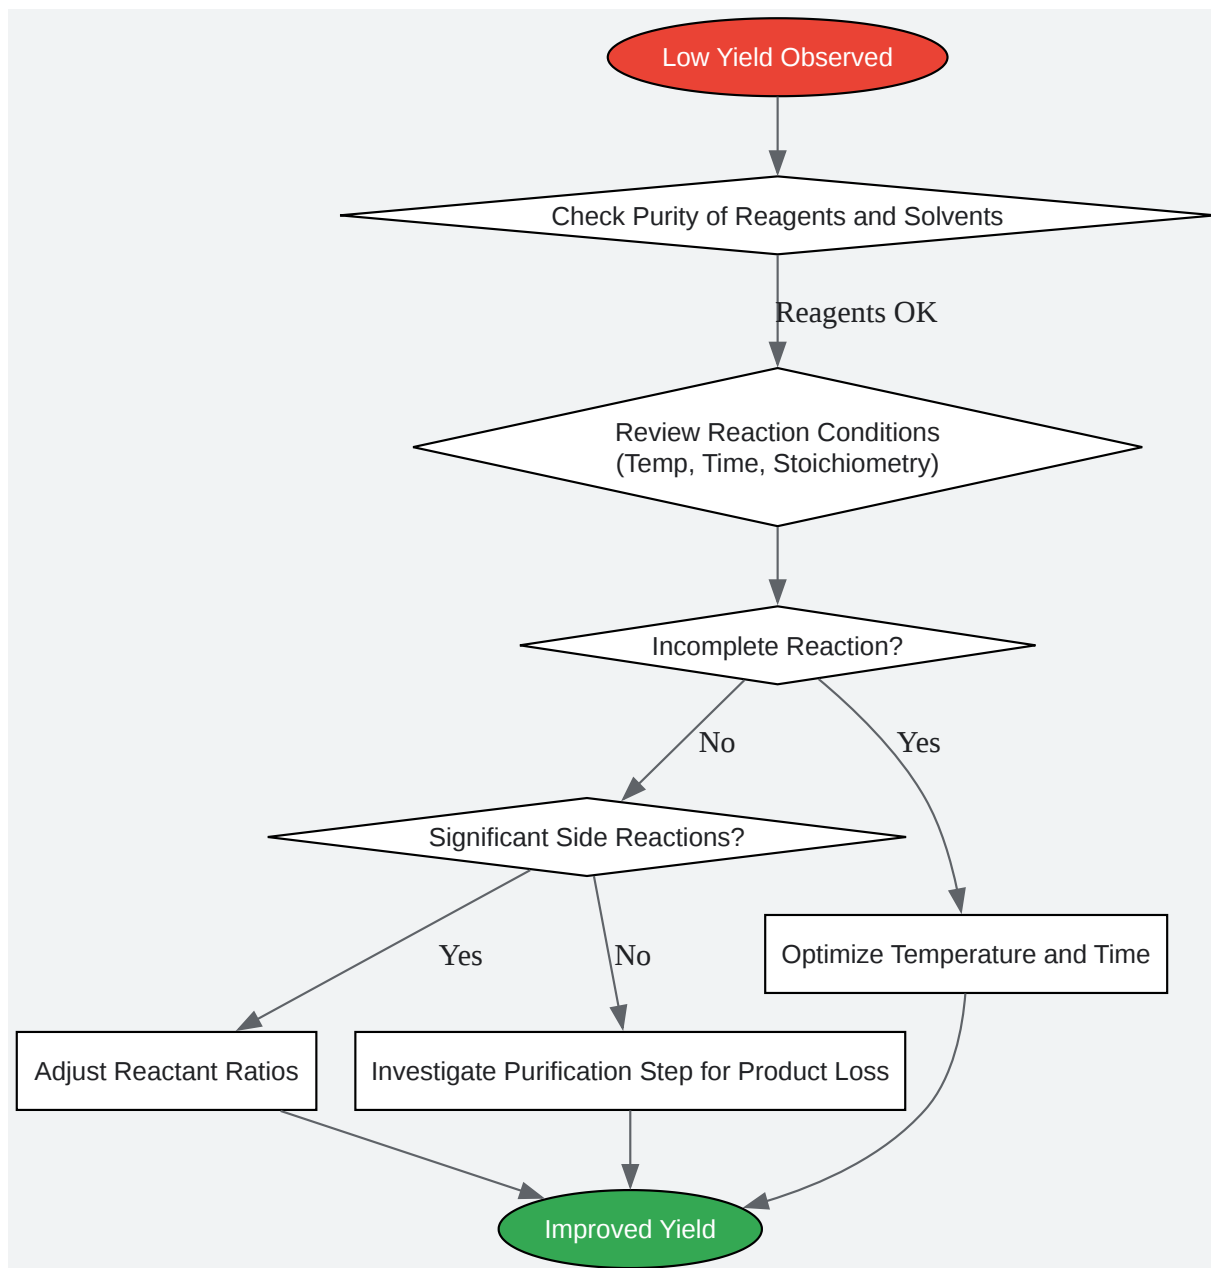 Low Yield Observed
Check Purity of Reagents and Solvents
Reagents OK
Review Reaction Conditions
(Temp, Time, Stoichiometry)
Incomplete Reaction?
No
Yes
Significant Side Reactions?
Yes
No
Optimize Temperature and Time
Adjust Reactant Ratios
Investigate Purification Step for Product Loss
Improved Yield